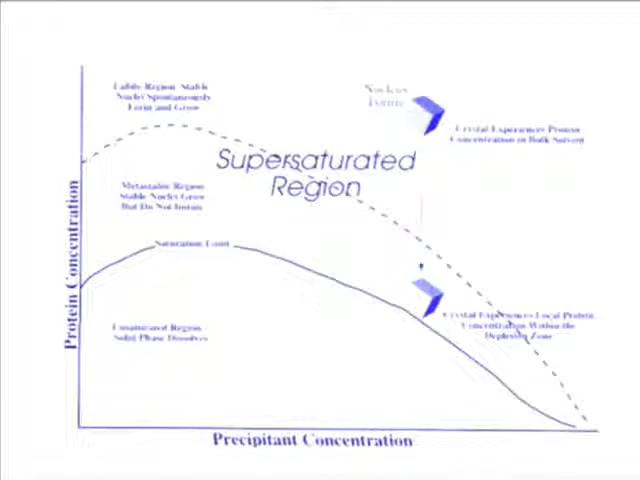 Labile Region Stable
Nuclei Spontaneously
Form and Grow
Nucleus
Forms
Crystal Experiences Protein
Concentration in Bulk Solvent
Supersaturated
Region
Metastable Region
Stable Nuclei Grow
But Do Not Initiate
Saturation Point
Protein Concentration
Crystal Experiences Local Protein
Concentration Within the
Depletion Zone
Unsaturated Region
Solid Phase Dissolves
Precipitant Concentration